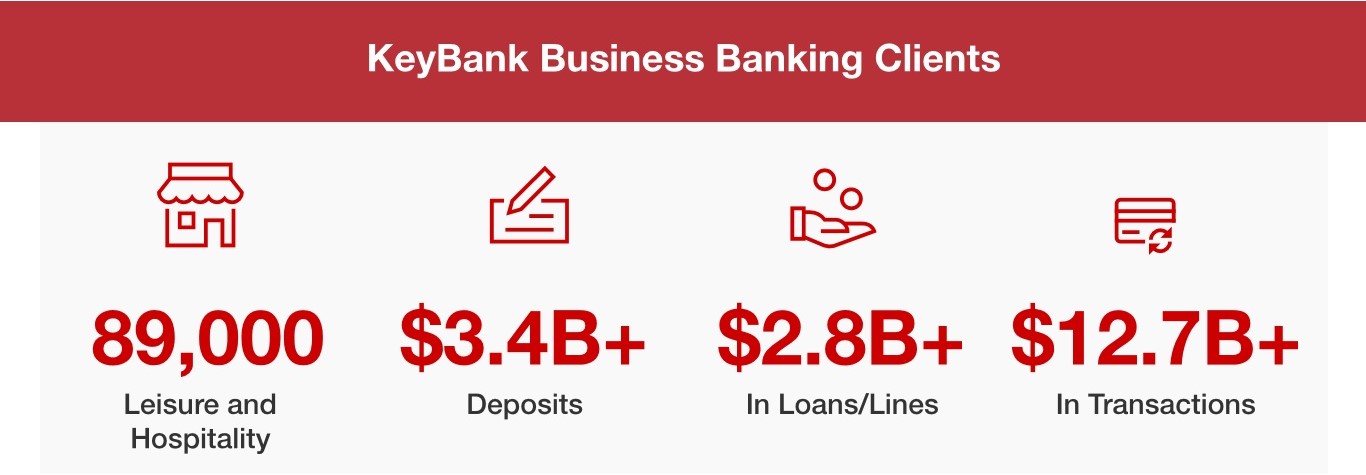 KeyBank Business Banking Clients
89,000
Leisure and
Hospitality
$3.4B+
Deposits
$2.8B+
In Loans/Lines
$12.7B+
In Transactions